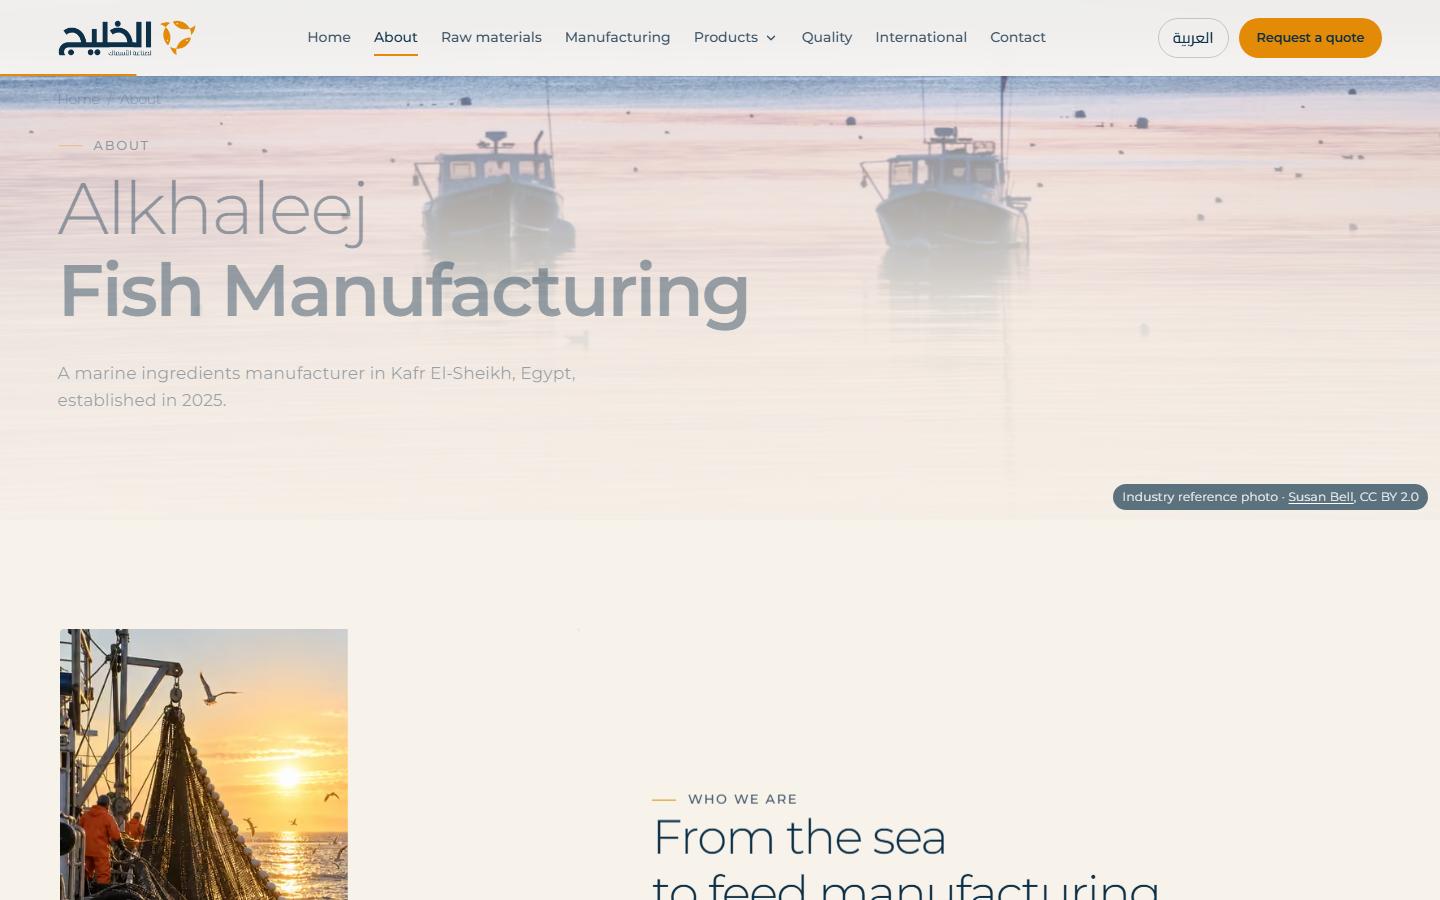 الخليج
لصناعة الأسماك
Home
About
Raw materials
Manufacturing
Products
Quality
International
Contact
العربية
Request a quote
Home / About
ABOUT
Alkhaleej
Fish Manufacturing
A marine ingredients manufacturer in Kafr El-Sheikh, Egypt,
established in 2025.
Industry reference photo · Susan Bell, CC BY 2.0
WHO WE ARE
From the sea
to feed manufacturing